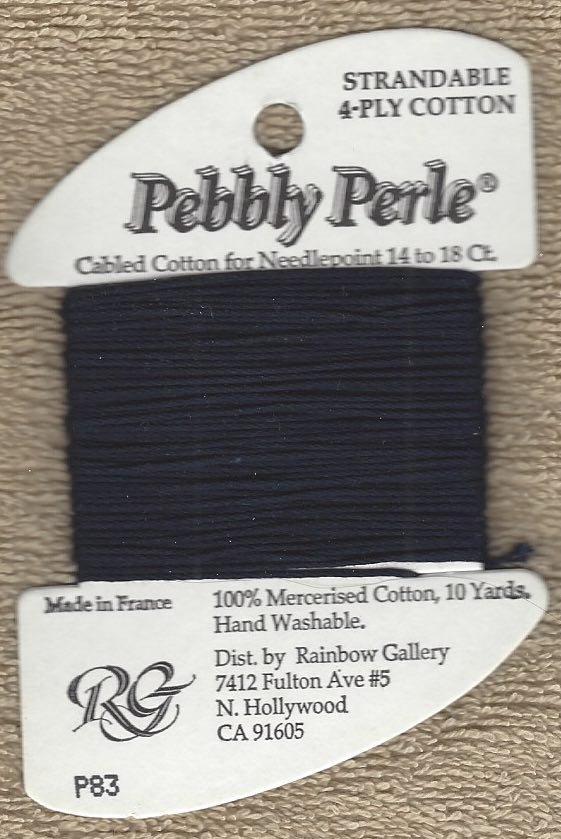 STRANDABLE
4-PLY COTTON
Pebbly Perle®
Cabled Cotton for Needlepoint 14 to 18 Ct.
Made in France
100% Mercerised Cotton, 10 Yards,
Hand Washable.
Dist. by Rainbow Gallery
7412 Fulton Ave #5
N. Hollywood
CA 91605
RG
P83